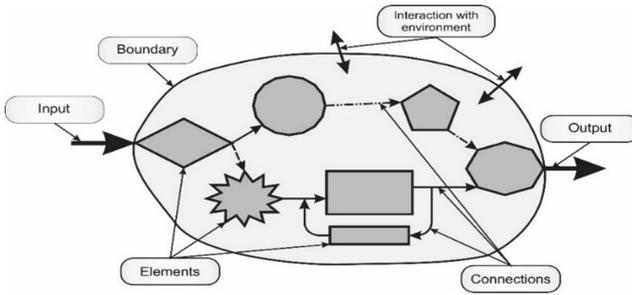 Interaction with
environment
Boundary
Input
Output
Elements
Connections